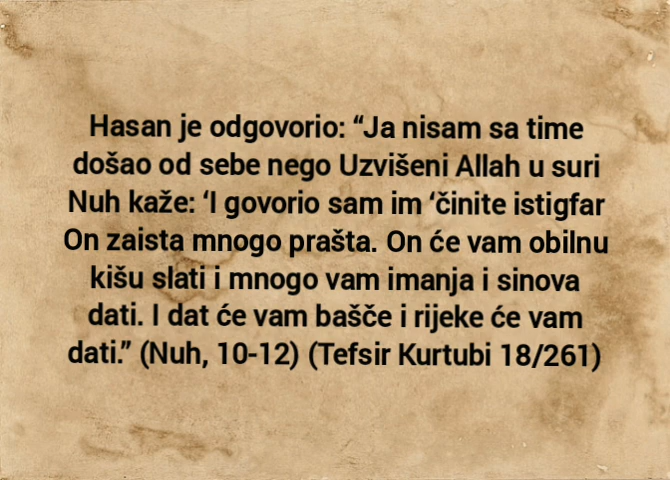 Hasan je odgovorio: “Ja nisam sa time
došao od sebe nego Uzvišeni Allah u suri
Nuh kaže: ‘I govorio sam im ‘činite istigfar
On zaista mnogo prašta. On će vam obilnu
kišu slati i mnogo vam imanja i sinova
dati. I dat će vam bašče i rijeke će vam
dati.” (Nuh, 10-12) (Tefsir Kurtubi 18/261)